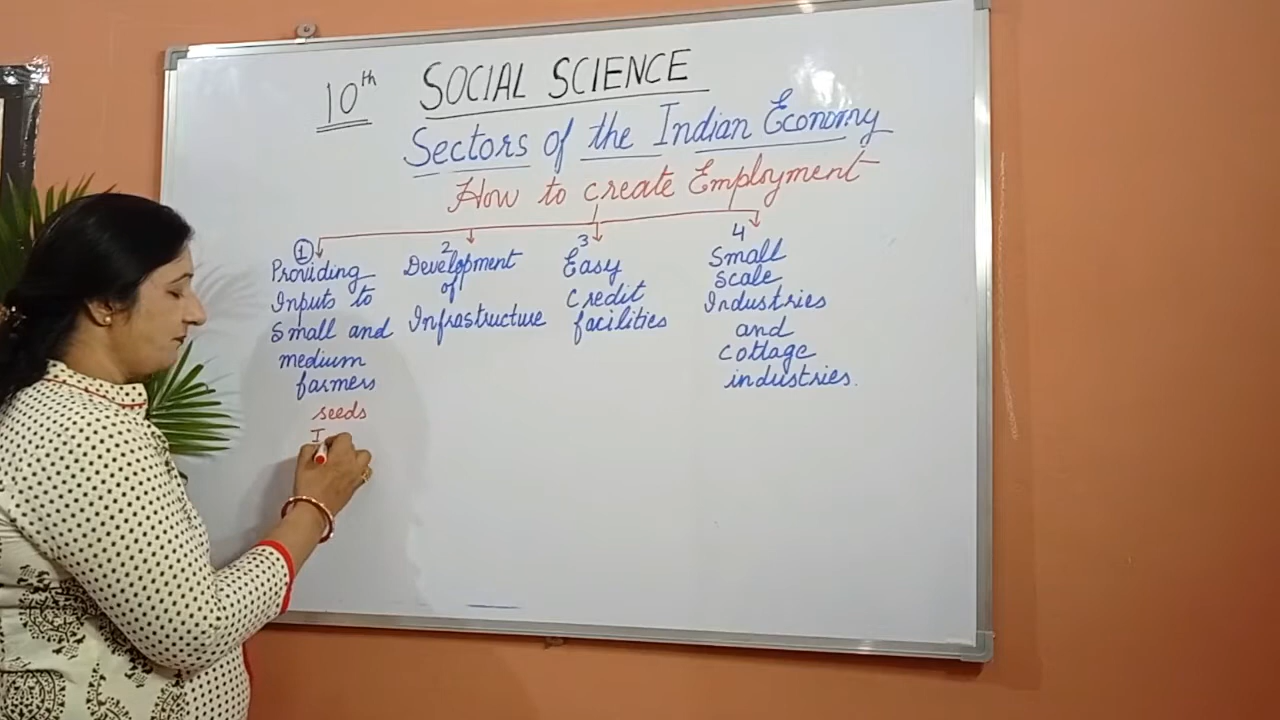 10th SOCIAL SCIENCE
Sectors of the Indian Economy
How to create Employment
1
Providing
Inputs to
Small and
medium
farmers
seeds
I
2
Development
of
Infrastructure
3
Easy
Credit
facilities
4
Small
Scale
Industries
and
Cottage
industries.